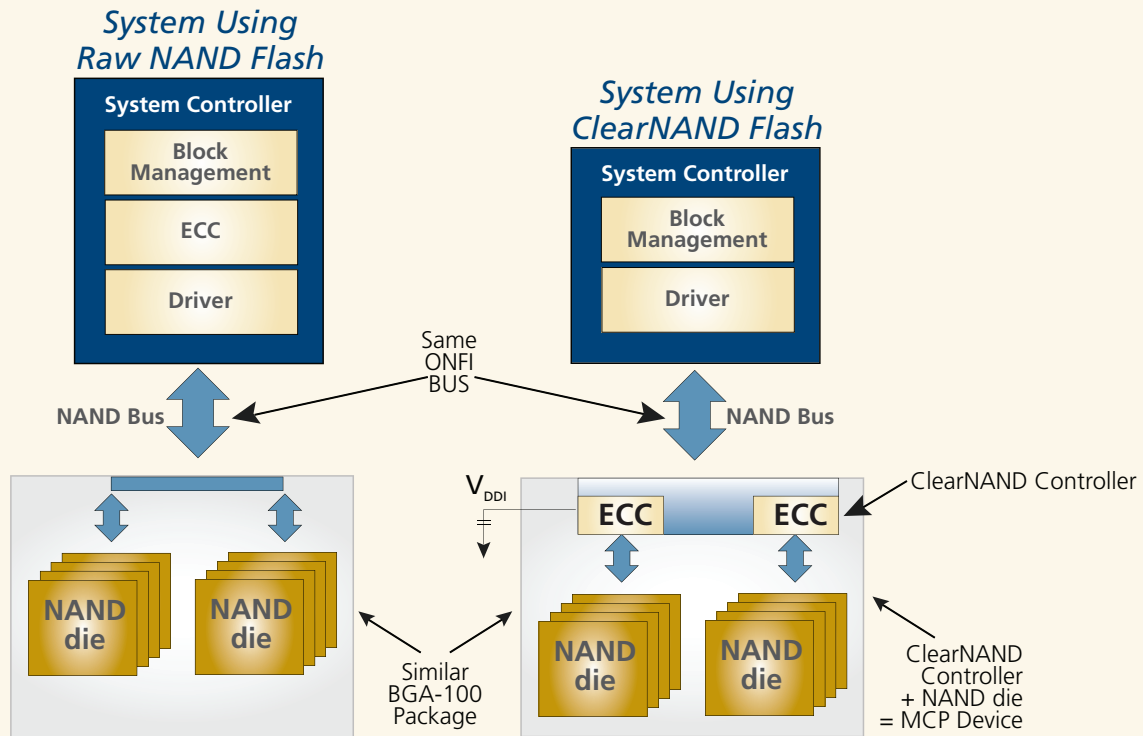 System Using
Raw NAND Flash
System Controller
Block
Management
ECC
Driver
NAND Bus
NAND
die
NAND
die
Same
ONFI
BUS
Similar
BGA-100
Package
System Using
ClearNAND Flash
System Controller
Block
Management
Driver
NAND Bus
VDDI
ECC
ECC
ClearNAND Controller
NAND
die
NAND
die
ClearNAND
Controller
+ NAND die
= MCP Device